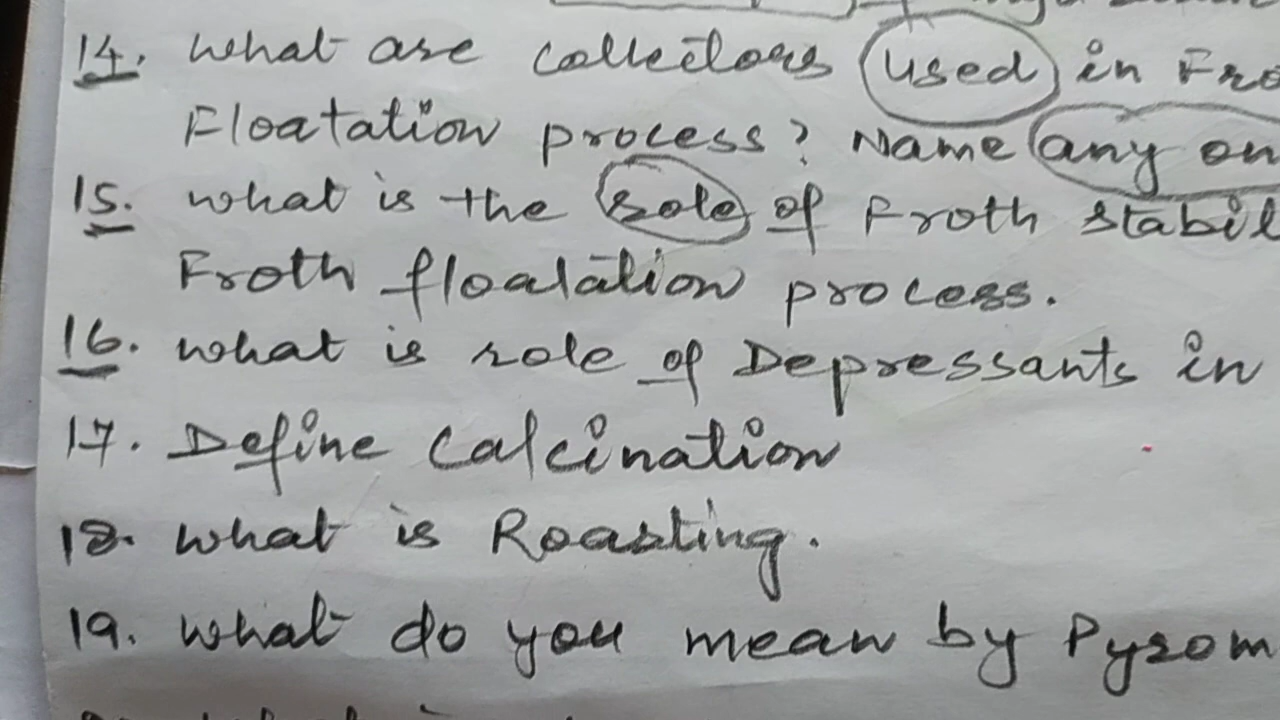 14. What are collectors used in Fro
Floatation process? Name any on
15. what is the role of Froth stabil
Froth floatation process.
16. what is role of Depressants in
17. Define Calcination
18. what is Roasting.
19. what do you mean by Pyrom